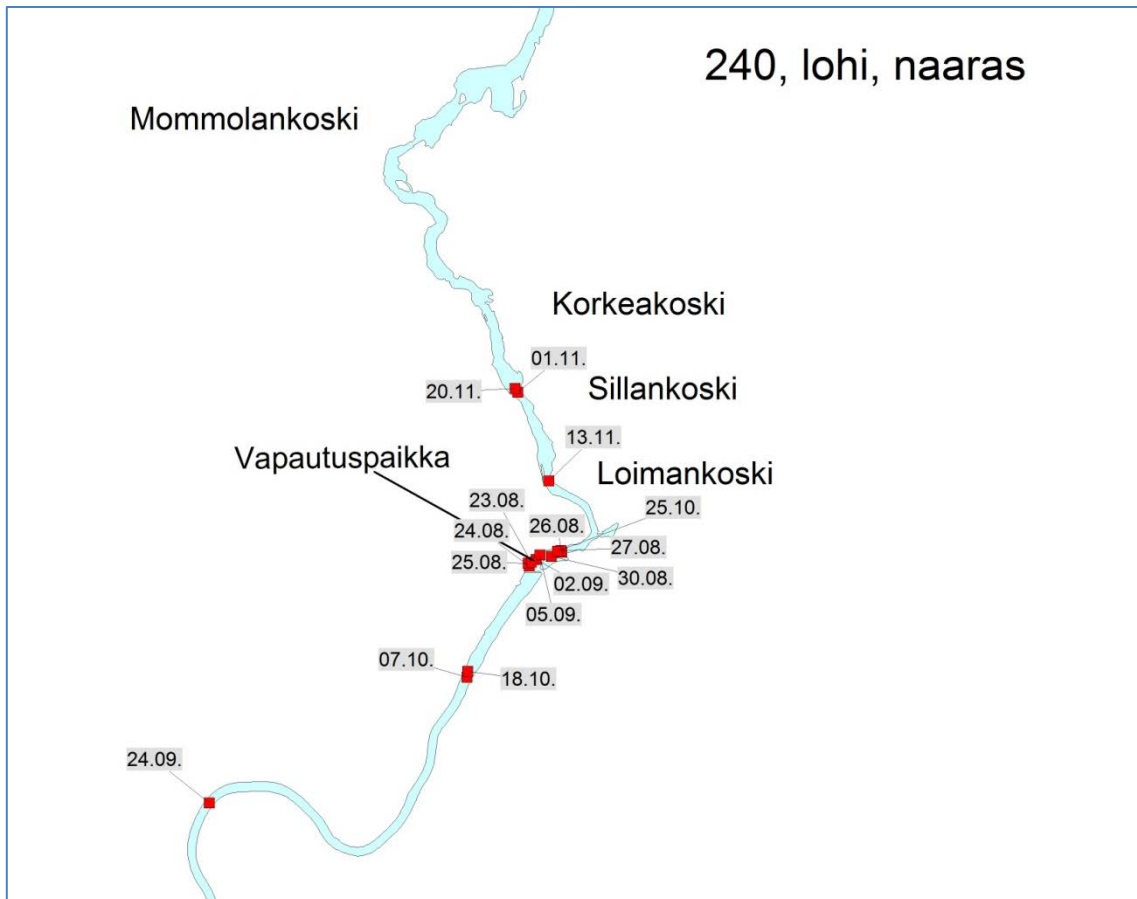 240, lohi, naaras
Mommolankoski
Korkeakoski
01.11.
20.11.
Sillankoski
13.11.
Vapautuspaikka
Loimankoski
23.08.
25.10.
26.08.
24.08.
27.08.
25.08.
30.08.
02.09.
05.09.
07.10.
18.10.
24.09.